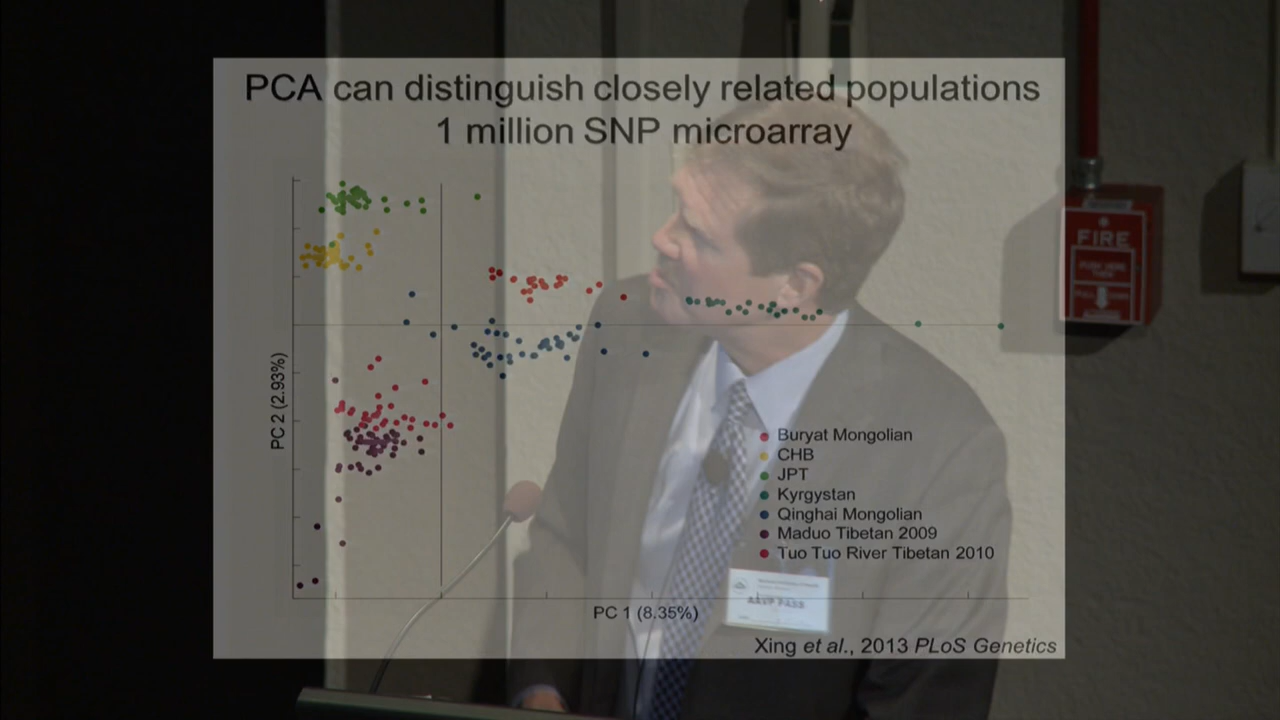 PCA can distinguish closely related populations
1 million SNP microarray
PC 2 (2.93%)
Buryat Mongolian
CHB
JPT
Kyrgystan
Qinghai Mongolian
Maduo Tibetan 2009
Tuo Tuo River Tibetan 2010
PC 1 (8.35%)
Xing et al., 2013 PLoS Genetics
FIRE